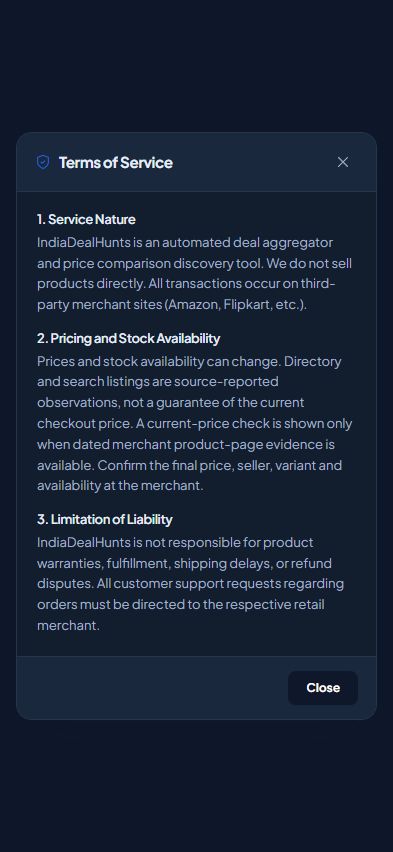 Terms of Service
1. Service Nature
IndiaDealHunts is an automated deal aggregator
and price comparison discovery tool. We do not sell
products directly. All transactions occur on third-
party merchant sites (Amazon, Flipkart, etc.).
2. Pricing and Stock Availability
Prices and stock availability can change. Directory
and search listings are source-reported
observations, not a guarantee of the current
checkout price. A current-price check is shown only
when dated merchant product-page evidence is
available. Confirm the final price, seller, variant and
availability at the merchant.
3. Limitation of Liability
IndiaDealHunts is not responsible for product
warranties, fulfillment, shipping delays, or refund
disputes. All customer support requests regarding
orders must be directed to the respective retail
merchant.
Close